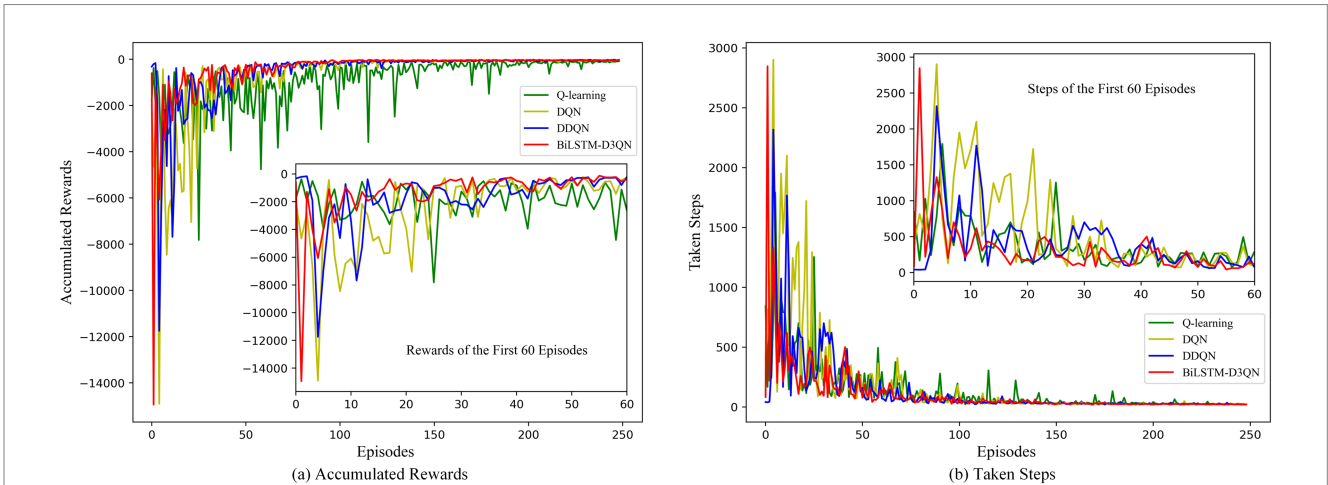 0
−2000
−4000
−6000
−8000
−10000
−12000
−14000
Accumulated Rewards
Q-learning
DQN
DDQN
BiLSTM-D3QN
0
−2000
−4000
−6000
−8000
−10000
−12000
−14000
Rewards of the First 60 Episodes
0 10 20 30 40 50 60
0 50 100 150 200 250
Episodes
(a) Accumulated Rewards
3000
2500
2000
1500
1000
500
0
Taken Steps
3000
2500
2000
1500
1000
500
0
Steps of the First 60 Episodes
0 10 20 30 40 50 60
Q-learning
DQN
DDQN
BiLSTM-D3QN
0 50 100 150 200 250
Episodes
(b) Taken Steps